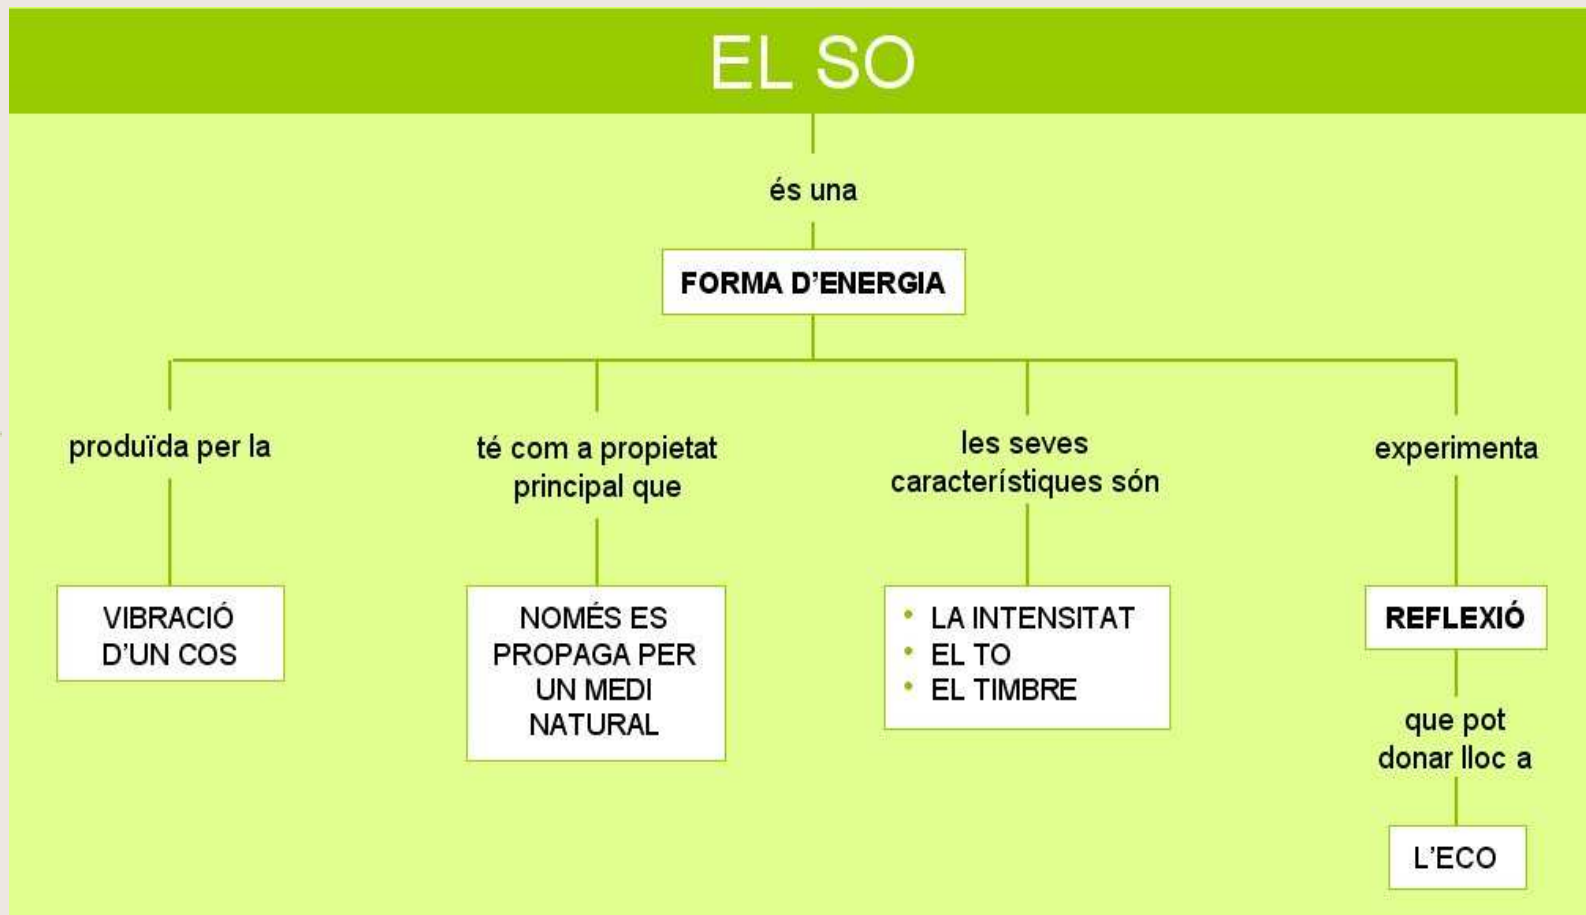 EL SO
és una
FORMA D'ENERGIA
produïda per la
VIBRACIÓ
D'UN COS
té com a propietat
principal que
NOMÉS ES
PROPAGA PER
UN MEDI
NATURAL
les seves
característiques són
• LA INTENSITAT
• EL TO
• EL TIMBRE
experimenta
REFLEXIÓ
que pot
donar lloc a
L'ECO